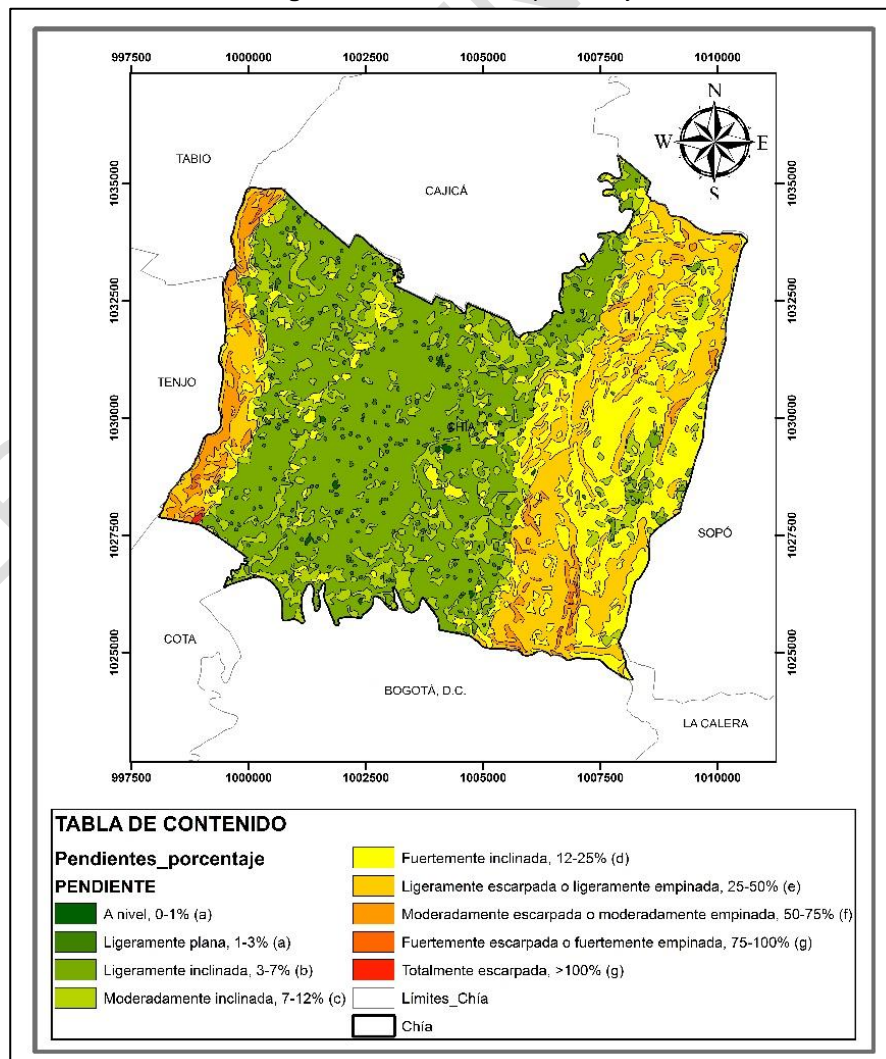 997500 1000000 1002500 1005000 1007500 1010000
N
W E
S
TABIO
CAJICÁ
1035000 1035000
1032500 1032500
TENJO
1030000 1030000
CHÍA
SOPÓ
1027500 1027500
COTA
1025000 1025000
BOGOTÀ, D.C.
LA CALERA
997500 1000000 1002500 1005000 1007500 1010000
TABLA DE CONTENIDO
Pendientes_porcentaje
PENDIENTE
A nivel, 0-1% (a)
Ligeramente plana, 1-3% (a)
Ligeramente inclinada, 3-7% (b)
Moderadamente inclinada, 7-12% (c)
Fuertemente inclinada, 12-25% (d)
Ligeramente escarpada o ligeramente empinada, 25-50% (e)
Moderadamente escarpada o moderadamente empinada, 50-75% (f)
Fuertemente escarpada o fuertemente empinada, 75-100% (g)
Totalmente escarpada, >100% (g)
Límites_Chía
Chía